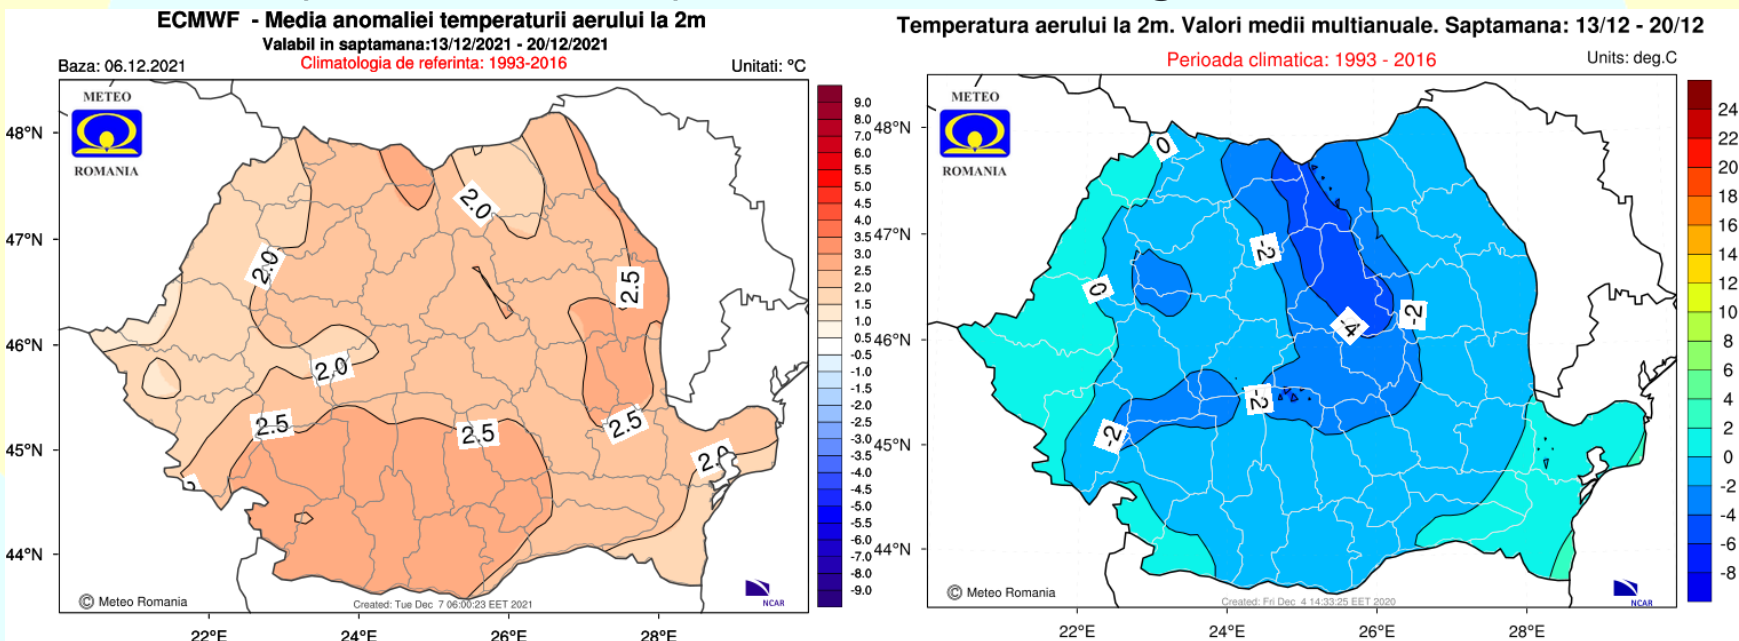 ECMWF - Media anomaliei temperaturii aerului la 2m
Valabil in saptamana:13/12/2021 - 20/12/2021
Baza: 06.12.2021
Climatologia de referinta: 1993-2016
Unitati: ºC
METEO
ROMANIA
48°N
47°N
46°N
45°N
44°N
2.0
2.0
2.0
2.5
2.5
2.5
2.5
2.0
9.0
8.0
7.0
6.0
5.5
5.0
4.5
4.0
3.5
3.0
2.5
2.0
1.5
1.0
0.5
-0.5
-1.0
-1.5
-2.0
-2.5
-3.0
-3.5
-4.0
-4.5
-5.0
-5.5
-6.0
-7.0
-8.0
-9.0
© Meteo Romania
Created: Tue Dec 7 06:00:23 EET 2021
NCAR
22°E
24°E
26°E
28°E
Temperatura aerului la 2m. Valori medii multianuale. Saptamana: 13/12 - 20/12
Perioada climatica: 1993 - 2016
Units: deg.C
METEO
ROMANIA
48°N
47°N
46°N
45°N
44°N
0
-2
0
-4
-2
-2
-2
24
22
20
18
16
14
12
10
8
6
4
2
0
-2
-4
-6
-8
© Meteo Romania
Created: Fri Dec 4 14:33:25 EET 2020
NCAR
22°E
24°E
26°E
28°E